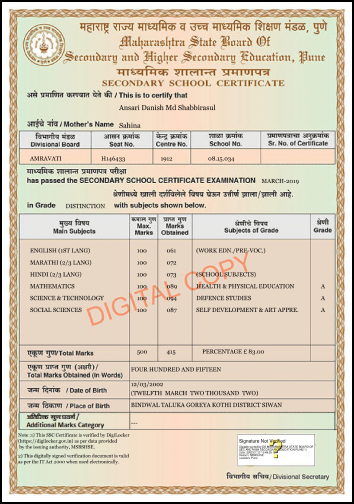 महाराष्ट्र राज्य माध्यमिक व उच्च माध्यमिक शिक्षण मंडळ, पुणे
Maharashtra State Board Of
Secondary and Higher Secondary Education, Pune
माध्यमिक शालान्त प्रमाणपत्र
SECONDARY SCHOOL CERTIFICATE
असे प्रमाणित करण्यात येते की / This is to certify that
Ansari Danish Md Shabbirasul
आईचे नांव / Mother's Name Sahina
विभागीय मंडळ आसन क्रमांक केन्द्र क्रमांक शाळा क्रमांक प्रमाणपत्राचा अनुक्रमांक
Divisional Board Seat No. Centre No. School No. Sr. No. of Certificate
AMRAVATI H146433 1912 08.15.034
माध्यमिक शालान्त प्रमाणपत्र परीक्षा
has passed the SECONDARY SCHOOL CERTIFICATE EXAMINATION MARCH-2019
श्रेणीमध्ये खाली दर्शविलेले विषय घेऊन उत्तीर्ण झाला/झाली आहे.
in Grade DISTINCTION with subjects shown below.
मुख्य विषय कमाल गुण प्राप्त गुण श्रेणीचे विषय श्रेणी
Main Subjects Max. Marks Marks Obtained Subjects of Grade Grade
ENGLISH (1ST LANG) 100 061 (WORK EDN./PRE-VOC.)
MARATHI (2/3 LANG) 100 072
HINDI (2/3 LANG) 100 073 (SCHOOL SUBJECTS)
MATHEMATICS 100 089 HEALTH & PHYSICAL EDUCATION A
SCIENCE & TECHNOLOGY 100 094 DEFENCE STUDIES A
SOCIAL SCIENCES 100 087 SELF DEVELOPMENT & ART APPRE. A
DIGITAL COPY
एकूण गुण/Total Marks 500 415 PERCENTAGE £ 83.00
एकूण प्राप्त गुण (अक्षरी) /
Total Marks Obtained (In Words) FOUR HUNDRED AND FIFTEEN
जन्म दिनांक / Date of Birth 12/03/2002
(TWELFTH MARCH TWO THOUSAND TWO)
जन्म ठिकाण / Place of Birth BINDWAL TALUKA GOREYA KOTHI DISTRICT SIWAN
अतिरिक्त गुण/
Additional Marks Category ---
Note :1) This SSC Certificate is verified by DigiLocker
(https://digilocker.gov.in) as per data provided
by the issuing authority, MSBSHSE.
2) This digitally signed verification document is valid
as per the IT Act 2000 when used electronically.
Signature Not Verified
?
विभागीय सचिव/Divisional Secretary